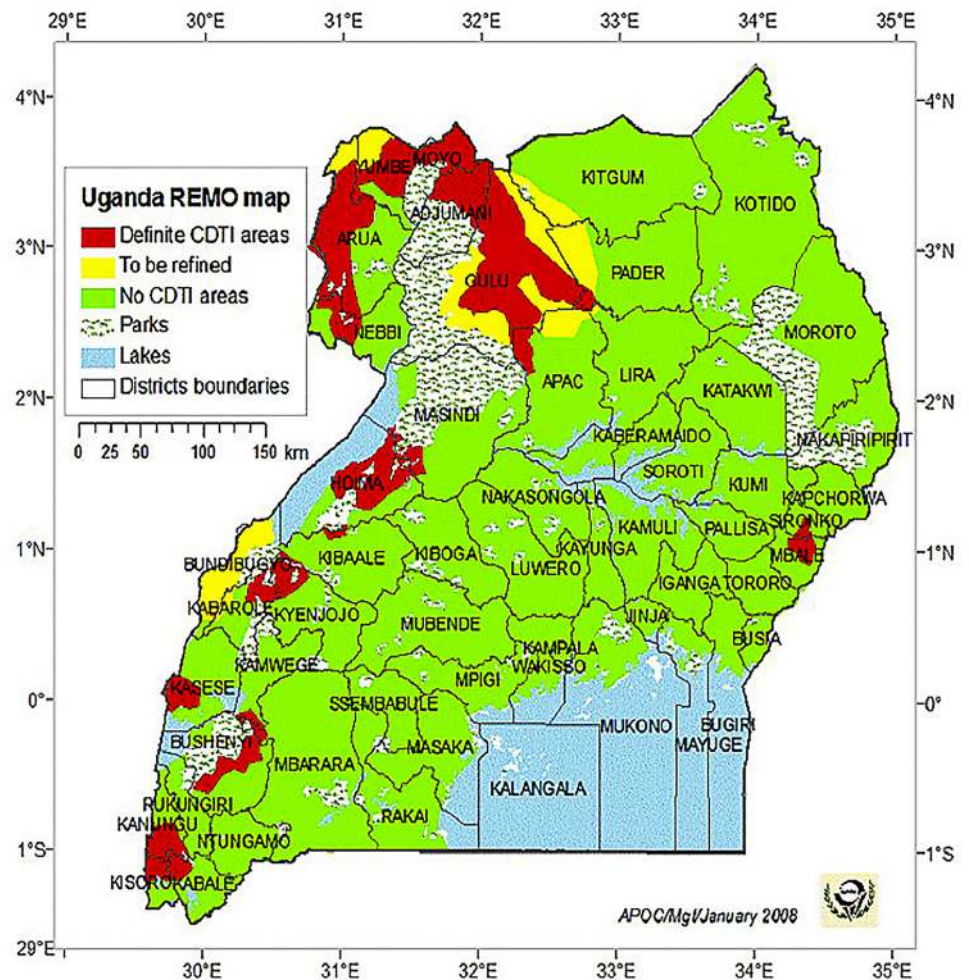 29°E 30°E 31°E 32°E 33°E 34°E 35°E
4°N 4°N
Uganda REMO map
Definite CDTI areas
To be refined
No CDTI areas
Parks
Lakes
Districts boundaries
0 25 50 100 150 km
YUMBE MOYO
KITGUM
KOTIDO
ADJUMANI
3°N ARUA 3°N
GULU PADER
NEBBI MOROTO
2°N APAC LIRA KATAKWI 2°N
MASINDI
KABERAMAIDO NAKAPIRIPIRIT
HOIMA SOROTI KUMI
NAKASONGOLA KAPCHORWA
KAMULI PALLISA SIRONKO
1°N KIBAALE KIBOGA KAYUNGA MBALE 1°N
BUNDIBUGYO LUWERO
IGANGA TORORO
KABAROLE KYENJOJO
MUBENDE JINJA BUSIA
KAMPALA
KAMWEGE WAKISSO
MPIGI
0° KASESE SSEMBABULE 0°
MUKONO BUGIRI
BUSHENYI MASAKA MAYUGE
MBARARA
KALANGALA
RUKUNGIRI RAKAI
KANUNGU
1°S NTUNGAMO 1°S
KISORO KABALE
APOC/Mgt/January 2008
29°E 30°E 31°E 32°E 33°E 34°E 35°E